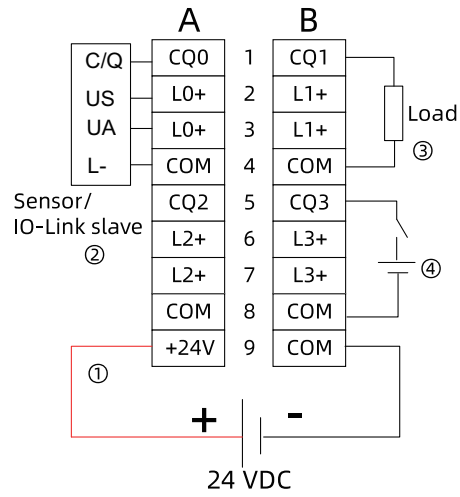 A B
C/Q CQ0 1 CQ1
US L0+ 2 L1+
UA L0+ 3 L1+
Load
L- COM 4 COM
③
Sensor/
IO-Link slave
②
CQ2 5 CQ3
L2+ 6 L3+
L2+ 7 L3+
④
COM 8 COM
+24V 9 COM
①
+ -
24 VDC